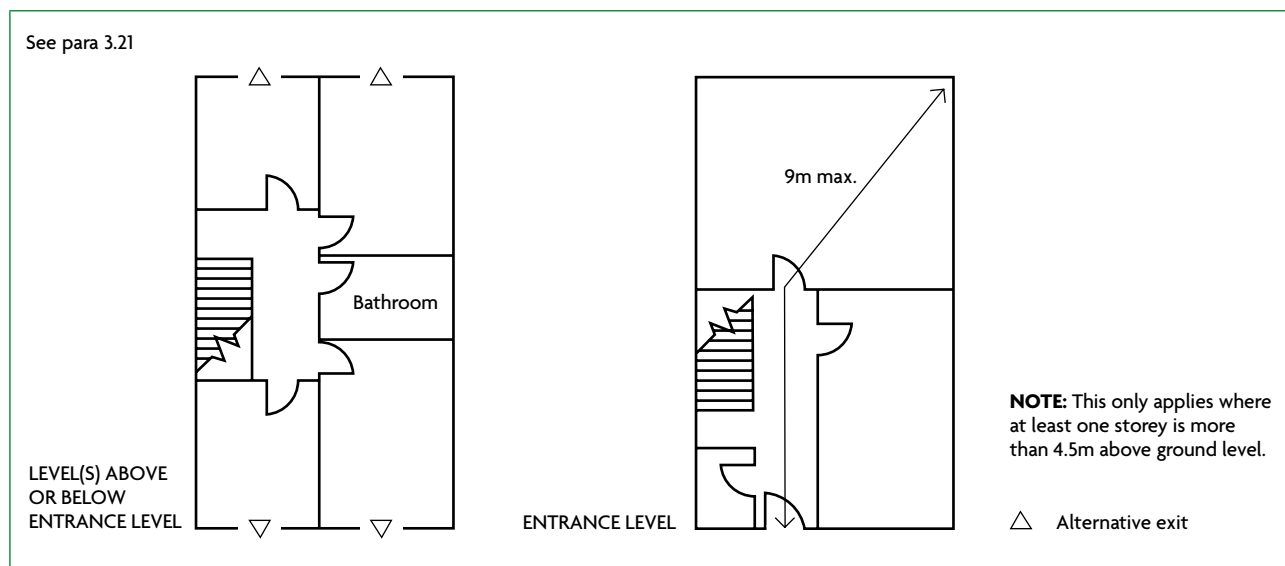 See para 3.21
9m max.
Bathroom
NOTE: This only applies where
at least one storey is more
than 4.5m above ground level.
LEVEL(S) ABOVE
OR BELOW
ENTRANCE LEVEL
ENTRANCE LEVEL
Alternative exit